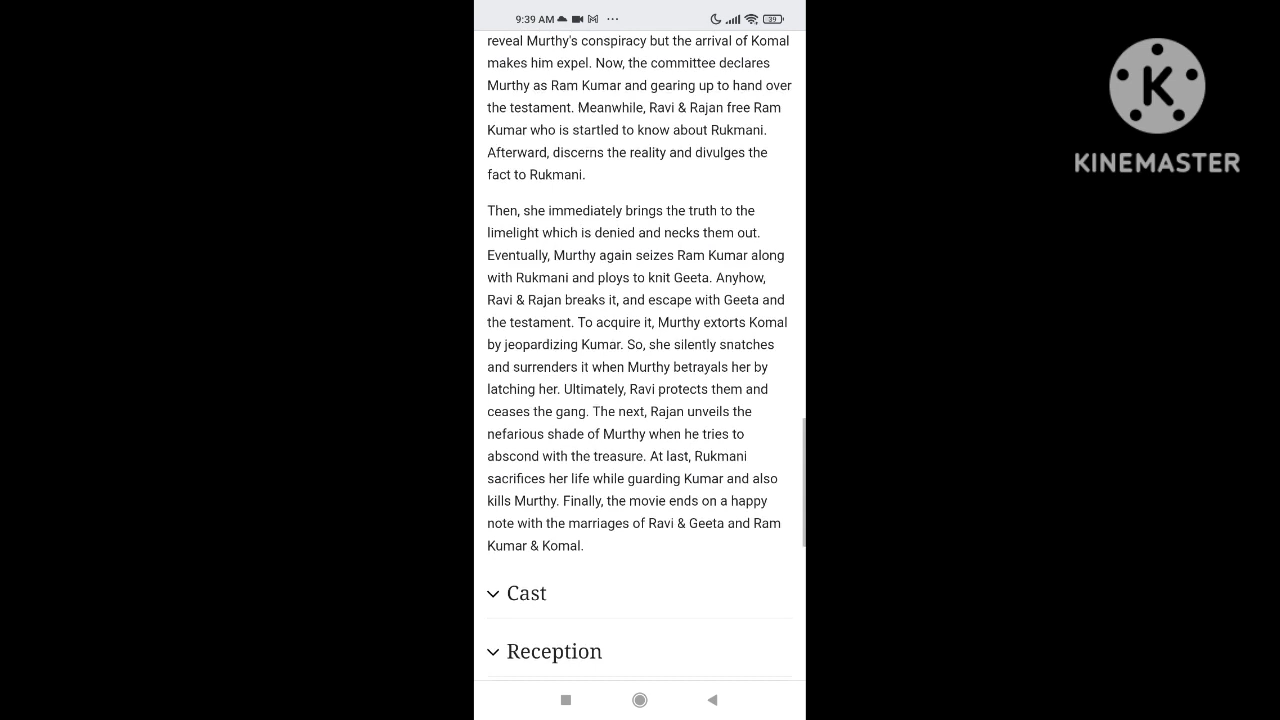 9:39 AM
39
reveal Murthy's conspiracy but the arrival of Komal
makes him expel. Now, the committee declares
Murthy as Ram Kumar and gearing up to hand over
the testament. Meanwhile, Ravi & Rajan free Ram
Kumar who is startled to know about Rukmani.
Afterward, discerns the reality and divulges the
fact to Rukmani.
Then, she immediately brings the truth to the
limelight which is denied and necks them out.
Eventually, Murthy again seizes Ram Kumar along
with Rukmani and ploys to knit Geeta. Anyhow,
Ravi & Rajan breaks it, and escape with Geeta and
the testament. To acquire it, Murthy extorts Komal
by jeopardizing Kumar. So, she silently snatches
and surrenders it when Murthy betrayals her by
latching her. Ultimately, Ravi protects them and
ceases the gang. The next, Rajan unveils the
nefarious shade of Murthy when he tries to
abscond with the treasure. At last, Rukmani
sacrifices her life while guarding Kumar and also
kills Murthy. Finally, the movie ends on a happy
note with the marriages of Ravi & Geeta and Ram
Kumar & Komal.
Cast
Reception
K
KINEMASTER